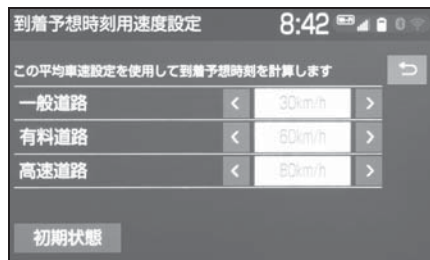 到着予想時刻用速度設定 8:42
この平均車速設定を使用して到着予想時刻を計算します
一般道路 < 30km/h >
有料道路 < 60km/h >
高速道路 < 80km/h >
初期状態